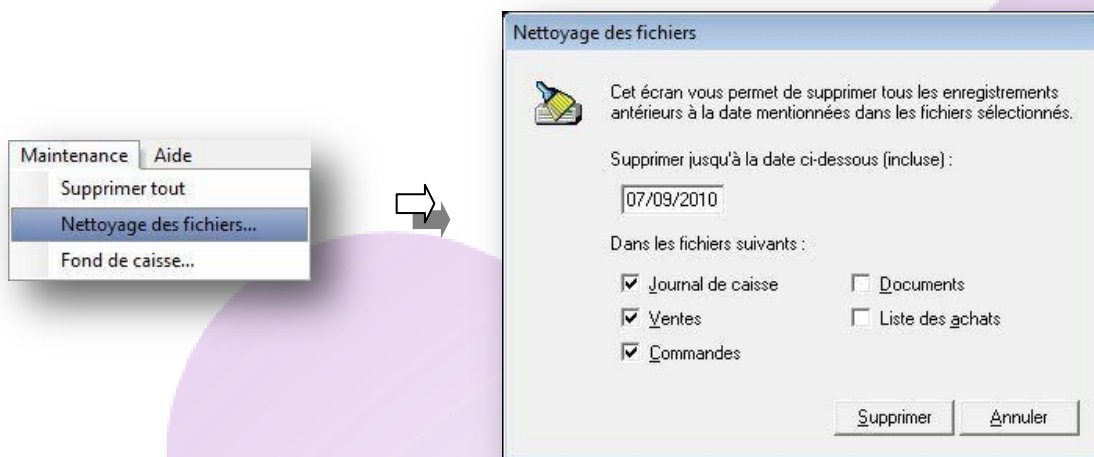 Maintenance Aide
Supprimer tout
Nettoyage des fichiers...
Fond de caisse...
Nettoyage des fichiers
Cet écran vous permet de supprimer tous les enregistrements
antérieurs à la date mentionnées dans les fichiers sélectionnés.
Supprimer jusqu'à la date ci-dessous (incluse) :
07/09/2010
Dans les fichiers suivants :
Journal de caisse
Documents
Ventes
Liste des achats
Commandes
Supprimer Annuler